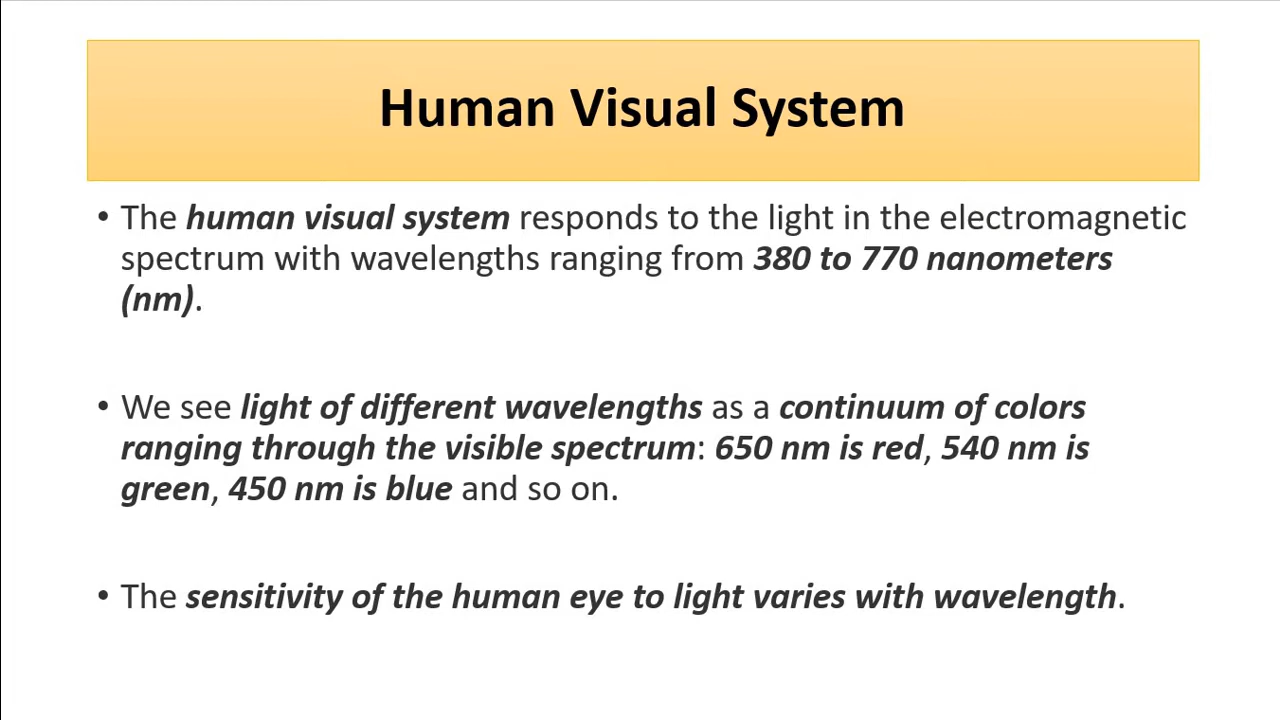 Human Visual System
• The human visual system responds to the light in the electromagnetic
spectrum with wavelengths ranging from 380 to 770 nanometers
(nm).
• We see light of different wavelengths as a continuum of colors
ranging through the visible spectrum: 650 nm is red, 540 nm is
green, 450 nm is blue and so on.
• The sensitivity of the human eye to light varies with wavelength.